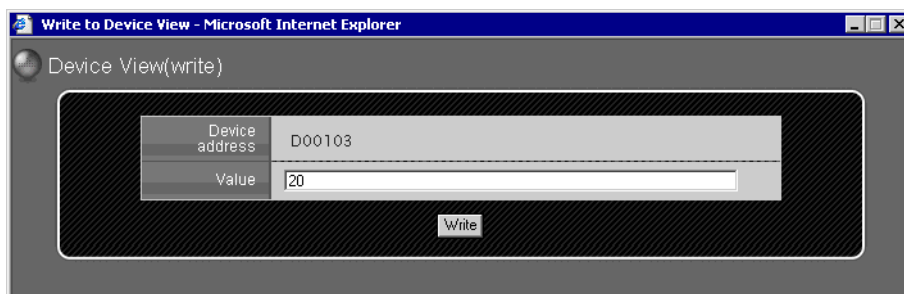 Write to Device View - Microsoft Internet Explorer
Device View(write)
Device
address
D00103
Value
20
Write